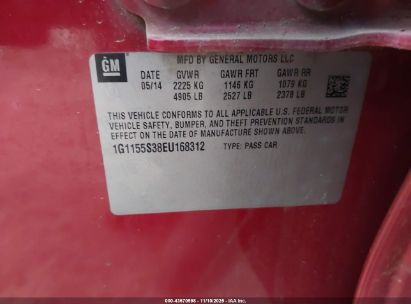 GM
MFD BY GENERAL MOTORS LLC
DATE GVWR GAWR FRT GAWR RR
05/14 2225 KG 1146 KG 1079 KG
4905 LB 2527 LB 2378 LB
THIS VEHICLE CONFORMS TO ALL APPLICABLE U.S. FEDERAL MOTOR
VEHICLE SAFETY, BUMPER, AND THEFT PREVENTION STANDARDS IN
EFFECT ON THE DATE OF MANUFACTURE SHOWN ABOVE.
1G1155S38EU168312 TYPE: PASS CAR